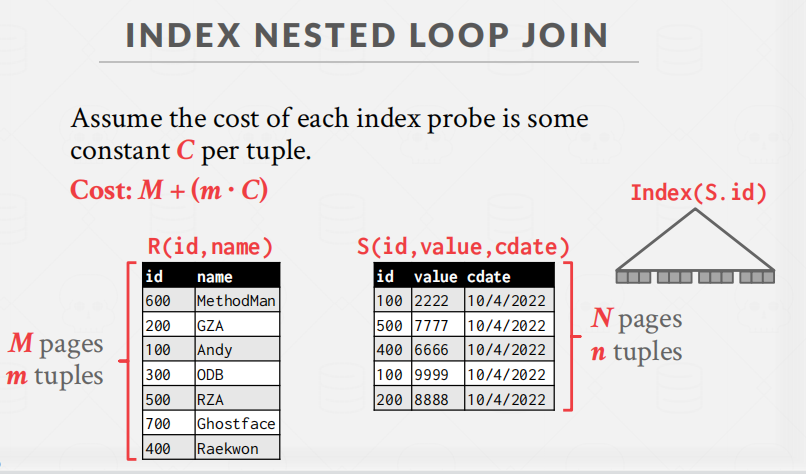 INDEX NESTED LOOP JOIN
Assume the cost of each index probe is some
constant C per tuple.
Cost: M + (m · C)
Index(S.id)
R(id,name)
id name
600 MethodMan
200 GZA
100 Andy
300 ODB
500 RZA
700 Ghostface
400 Raekwon
M pages
m tuples
S(id,value,cdate)
id value cdate
100 2222 10/4/2022
500 7777 10/4/2022
400 6666 10/4/2022
100 9999 10/4/2022
200 8888 10/4/2022
N pages
n tuples